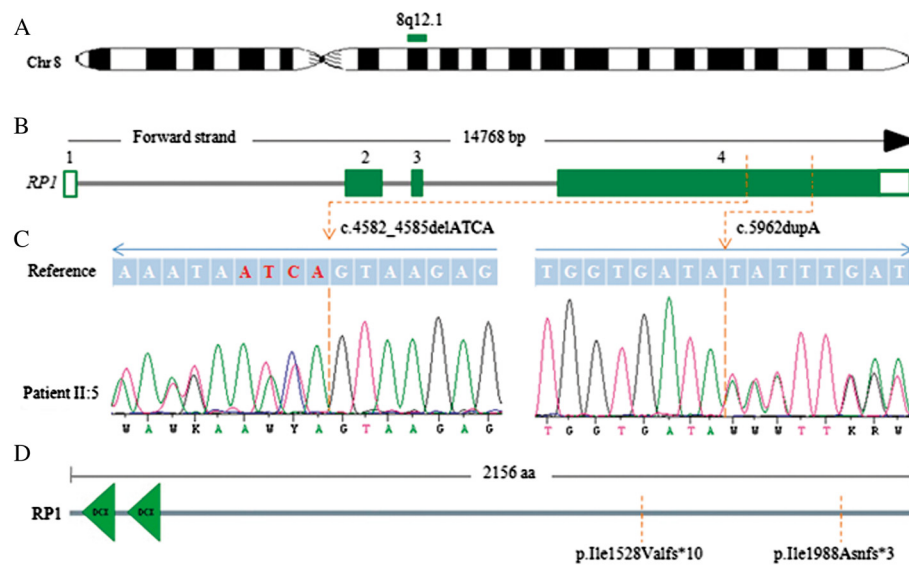 A
8q12.1
Chr 8
B
Forward strand 14768 bp
1 2 3 4
RP1
c.4582_4585delATCA c.5962dupA
C
Reference A A A T A A T C A G T A A G A G T G G T G A T A T A T T T G A T
Patient II:5
W A W K A A W Y A G T A A G A G T G G T G A T A W W W T T K R W
D
2156 aa
RP1 DCX DCX
p.Ile1528Valfs*10 p.Ile1988Asnfs*3